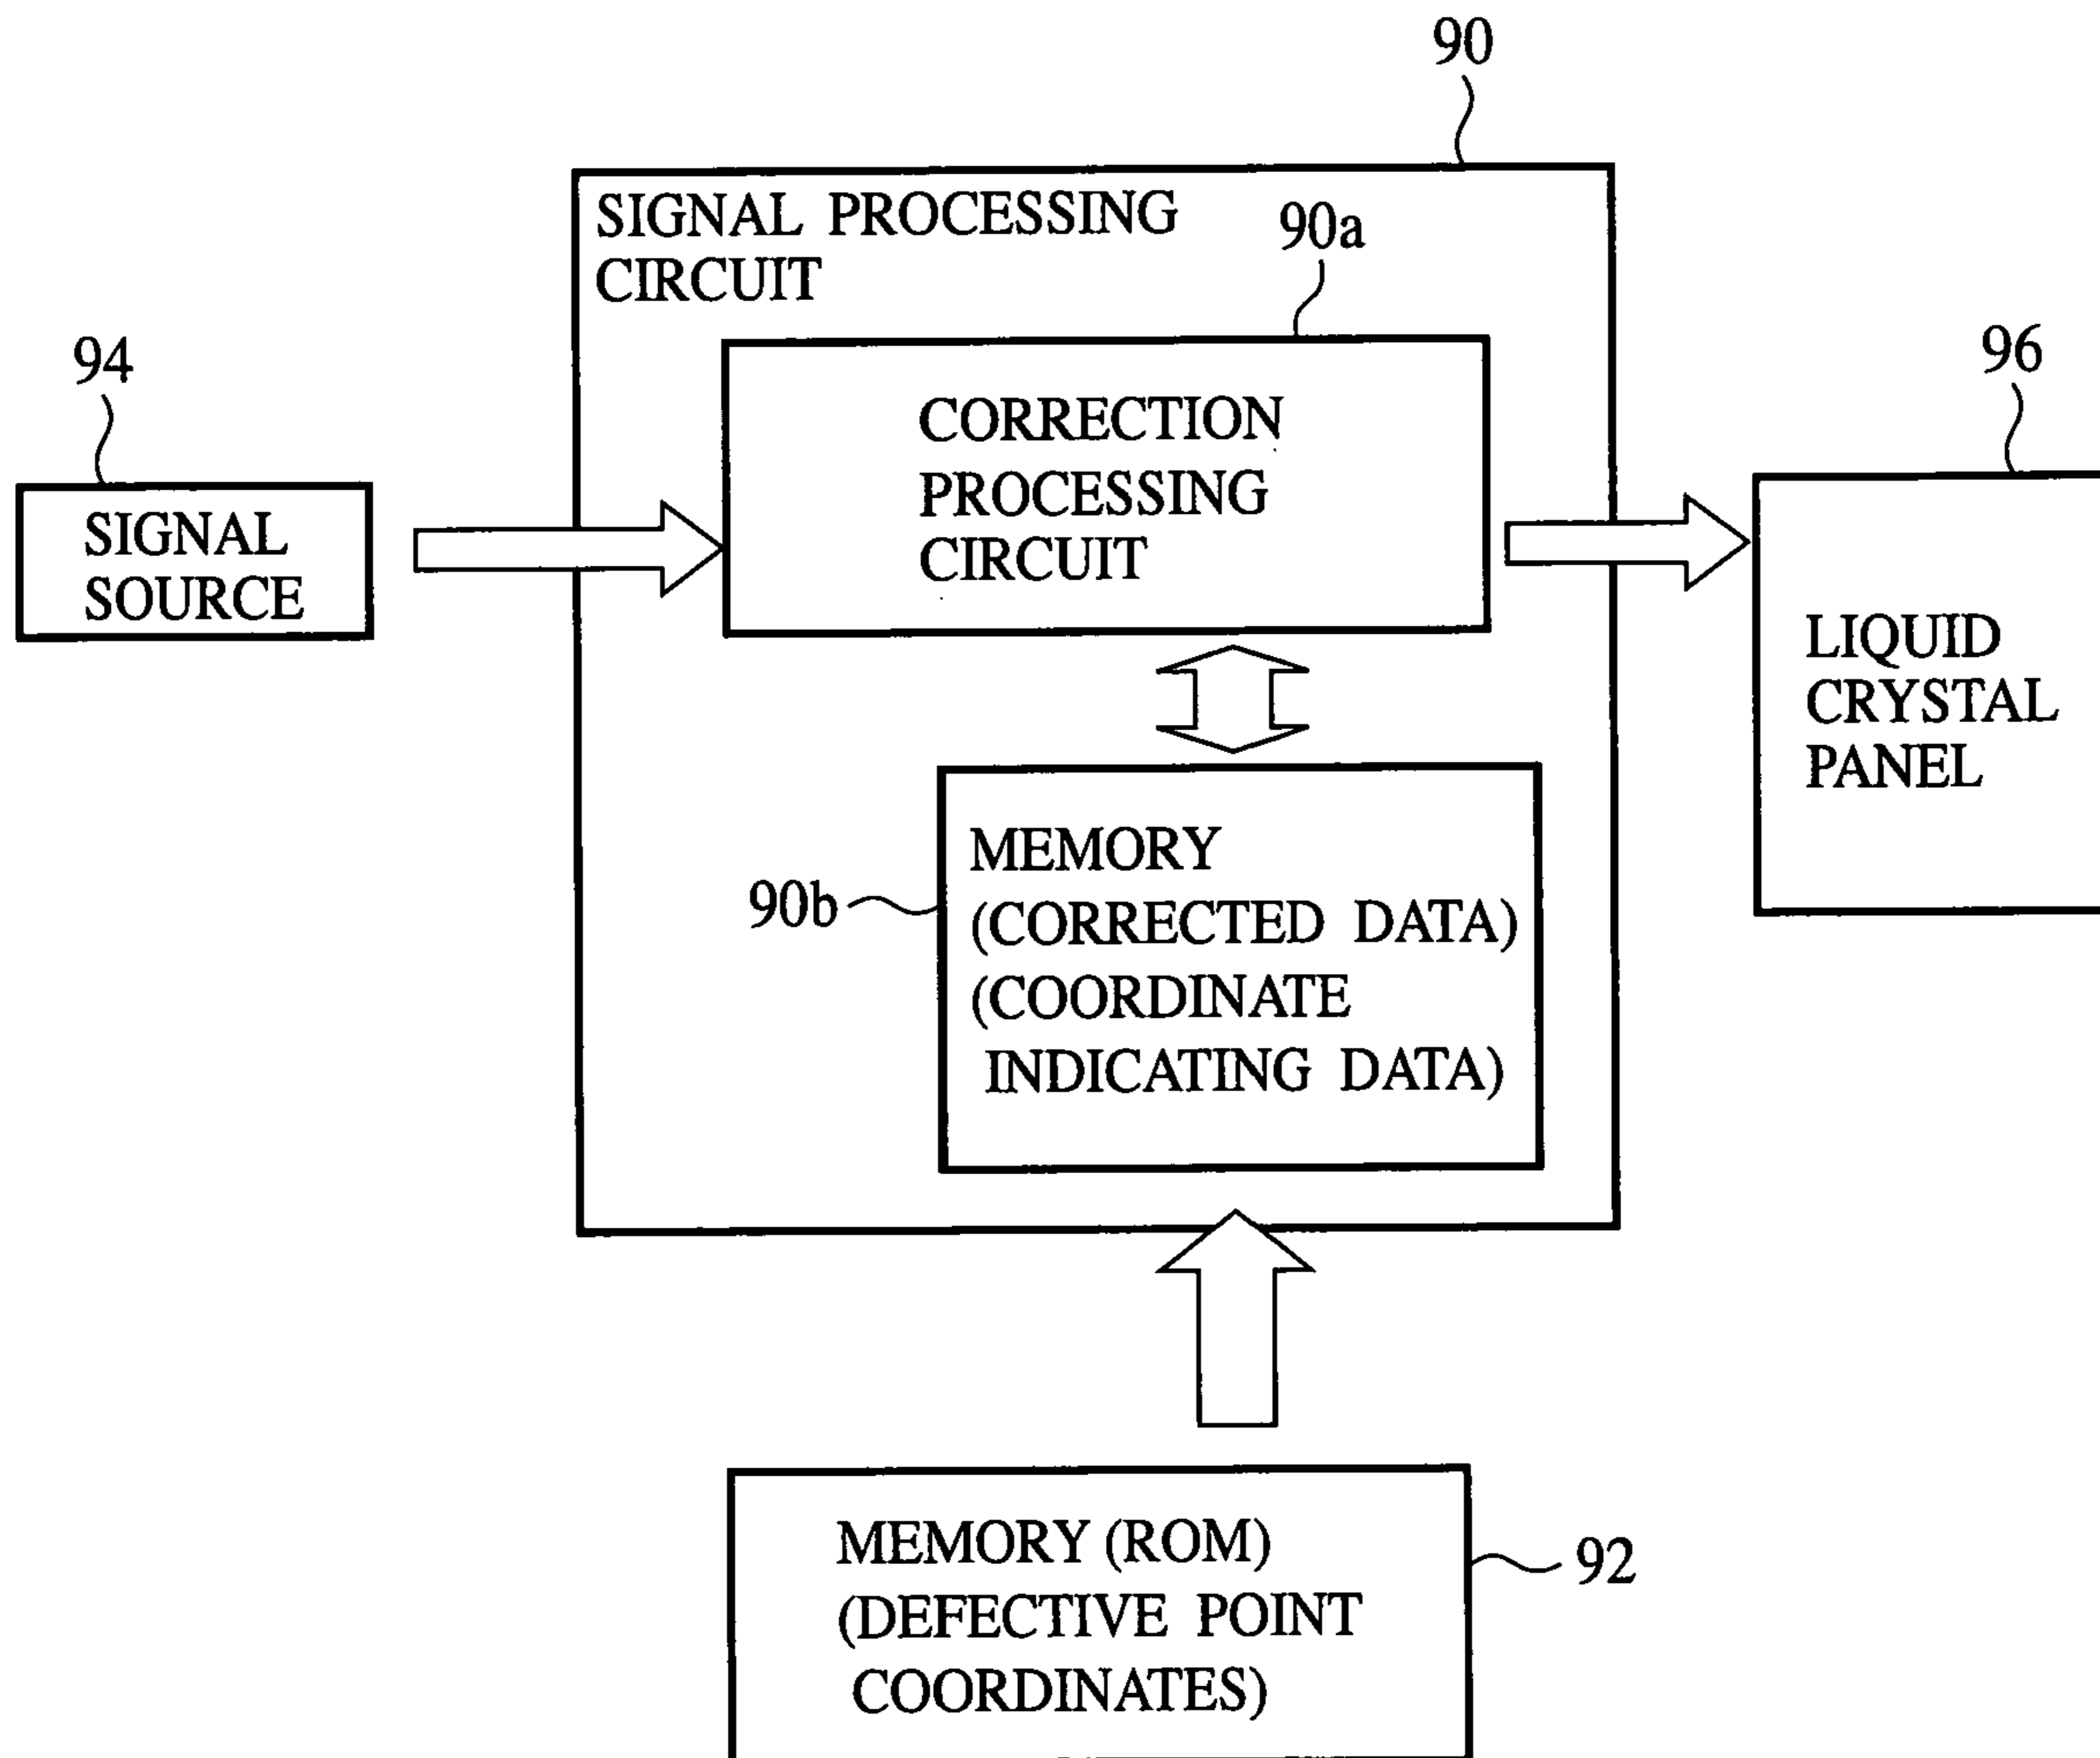 90
SIGNAL PROCESSING
CIRCUIT
90a
94
96
CORRECTION
PROCESSING
CIRCUIT
SIGNAL
SOURCE
LIQUID
CRYSTAL
PANEL
MEMORY
90b
(CORRECTED DATA)
(COORDINATE
INDICATING DATA)
MEMORY (ROM)
92
(DEFECTIVE POINT
COORDINATES)